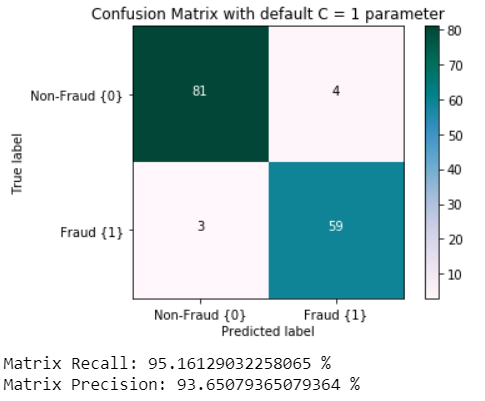 Confusion Matrix with default C = 1 parameter
80
70
60
50
40
30
20
10
True label
Non-Fraud {0}
81
4
Fraud {1}
3
59
Non-Fraud {0} Fraud {1}
Predicted label
Matrix Recall: 95.16129032258065 %
Matrix Precision: 93.65079365079364 %